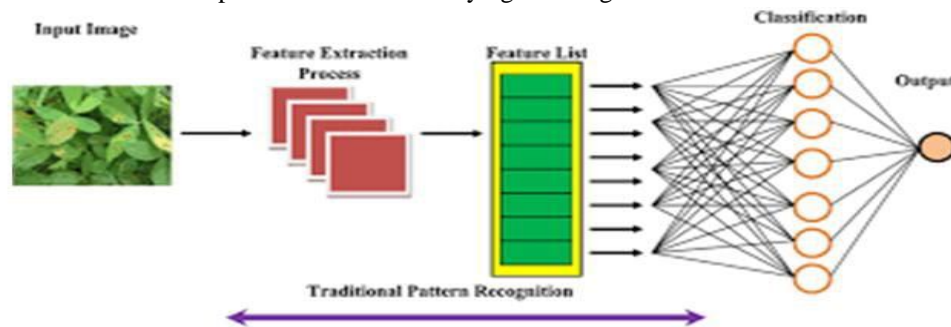 Classification
Input Image
Feature Extraction
Process
Feature List
Output
Traditional Pattern Recognition